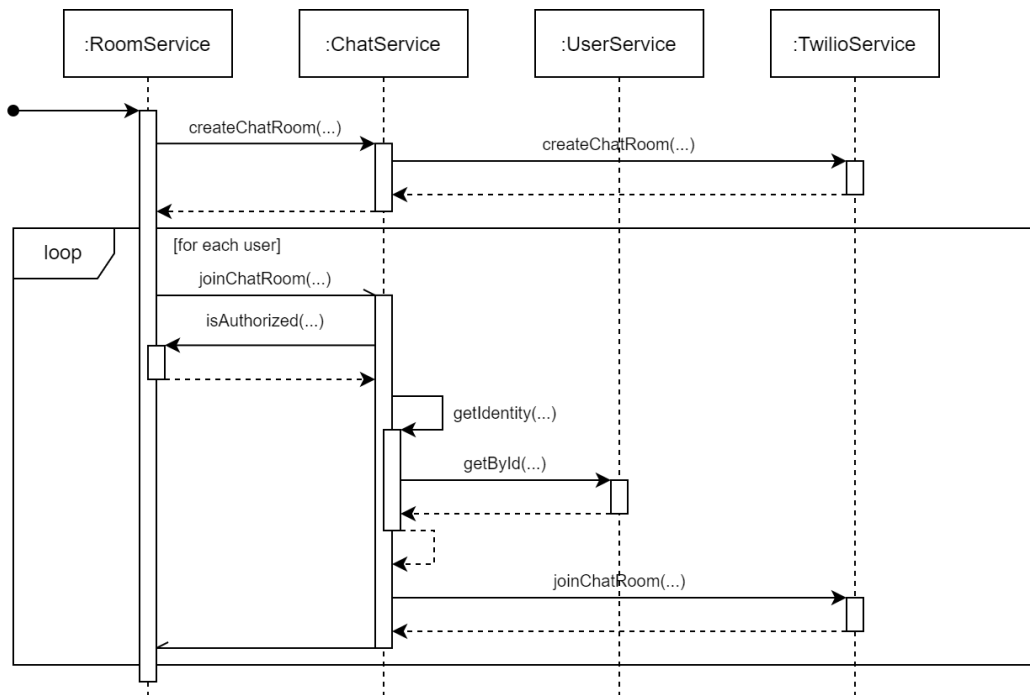 :RoomService
:ChatService
:UserService
:TwilioService
createChatRoom(...)
createChatRoom(...)
loop
[for each user]
joinChatRoom(...)
isAuthorized(...)
getIdentity(...)
getById(...)
joinChatRoom(...)